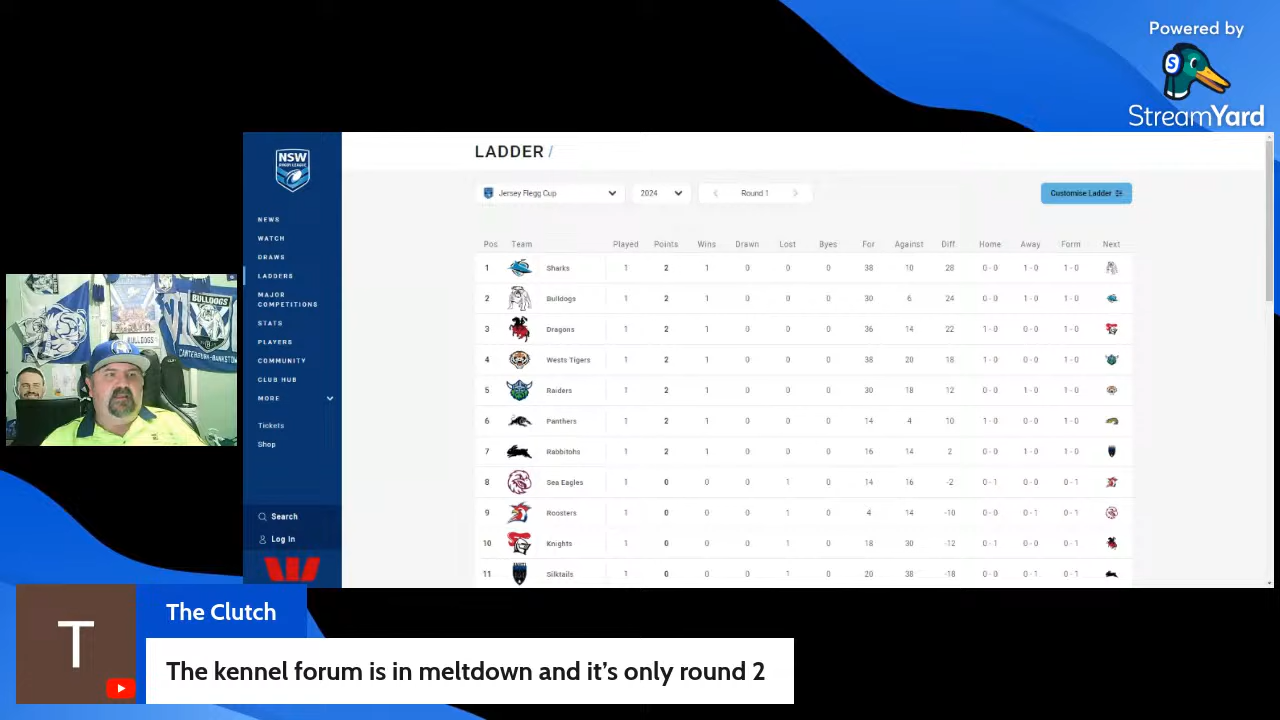 Powered by
StreamYard
NSW
RUGBY LEAGUE
NEWS
WATCH
DRAWS
LADDERS
MAJOR
COMPETITIONS
STATS
PLAYERS
COMMUNITY
CLUB HUB
MORE
Tickets
Shop
Search
Log in
LADDER /
Jersey Flegg Cup 2024 Round 1 Customise Ladder
Pos Team Played Points Wins Drawn Lost Byes For Against Diff Home Away Form Next
1 Sharks 1 2 1 0 0 0 38 10 28 0 - 0 1 - 0 1 - 0
2 Bulldogs 1 2 1 0 0 0 30 6 24 0 - 0 1 - 0 1 - 0
3 Dragons 1 2 1 0 0 0 36 14 22 1 - 0 0 - 0 1 - 0
4 Wests Tigers 1 2 1 0 0 0 38 20 18 1 - 0 0 - 0 1 - 0
5 Raiders 1 2 1 0 0 0 30 18 12 0 - 0 1 - 0 1 - 0
6 Panthers 1 2 1 0 0 0 14 4 10 1 - 0 0 - 0 1 - 0
7 Rabbitohs 1 2 1 0 0 0 16 14 2 0 - 0 1 - 0 1 - 0
8 Sea Eagles 1 0 0 0 1 0 14 16 -2 0 - 1 0 - 0 0 - 1
9 Roosters 1 0 0 0 1 0 4 14 -10 0 - 0 0 - 1 0 - 1
10 Knights 1 0 0 0 1 0 18 30 -12 0 - 1 0 - 0 0 - 1
11 Silktails 1 0 0 0 1 0 20 38 -18 0 - 0 0 - 1 0 - 1
BULLDOGS
BULLDOGS
CANTERBURY-BANKSTOWN
T
The Clutch
The kennel forum is in meltdown and it’s only round 2